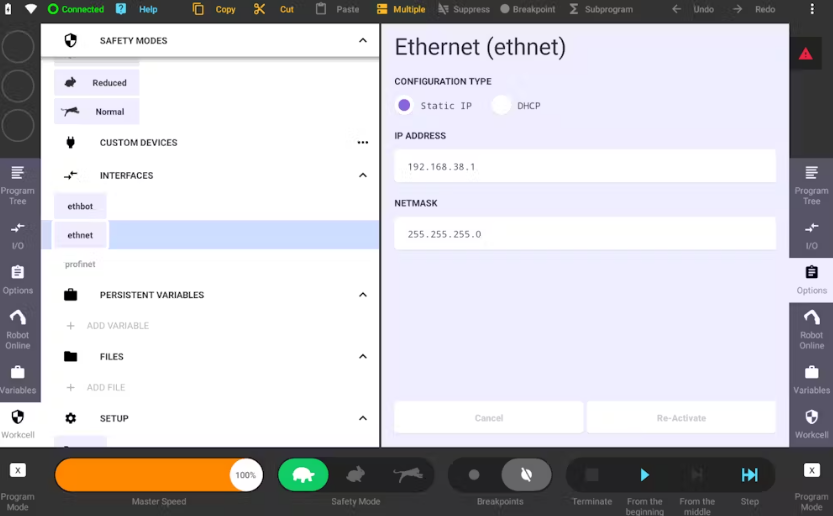 Connected Help Copy Cut Paste Multiple Suppress Breakpoint Subprogram Undo Redo
SAFETY MODES
Reduced
Normal
CUSTOM DEVICES
INTERFACES
ethbot
ethnet
profinet
PERSISTENT VARIABLES
+ ADD VARIABLE
FILES
+ ADD FILE
SETUP
Ethernet (ethnet)
CONFIGURATION TYPE
Static IP DHCP
IP ADDRESS
192.168.38.1
NETMASK
255.255.255.0
Cancel Re-Activate
Program
Tree
I/O
Options
Robot
Online
Variables
Workcell
X
Program
Mode
Program
Tree
I/O
Options
Robot
Online
Variables
Workcell
X
Program
Mode
100%
Master Speed
Safety Mode
Breakpoints
Terminate
From the
beginning
From the
middle
Step